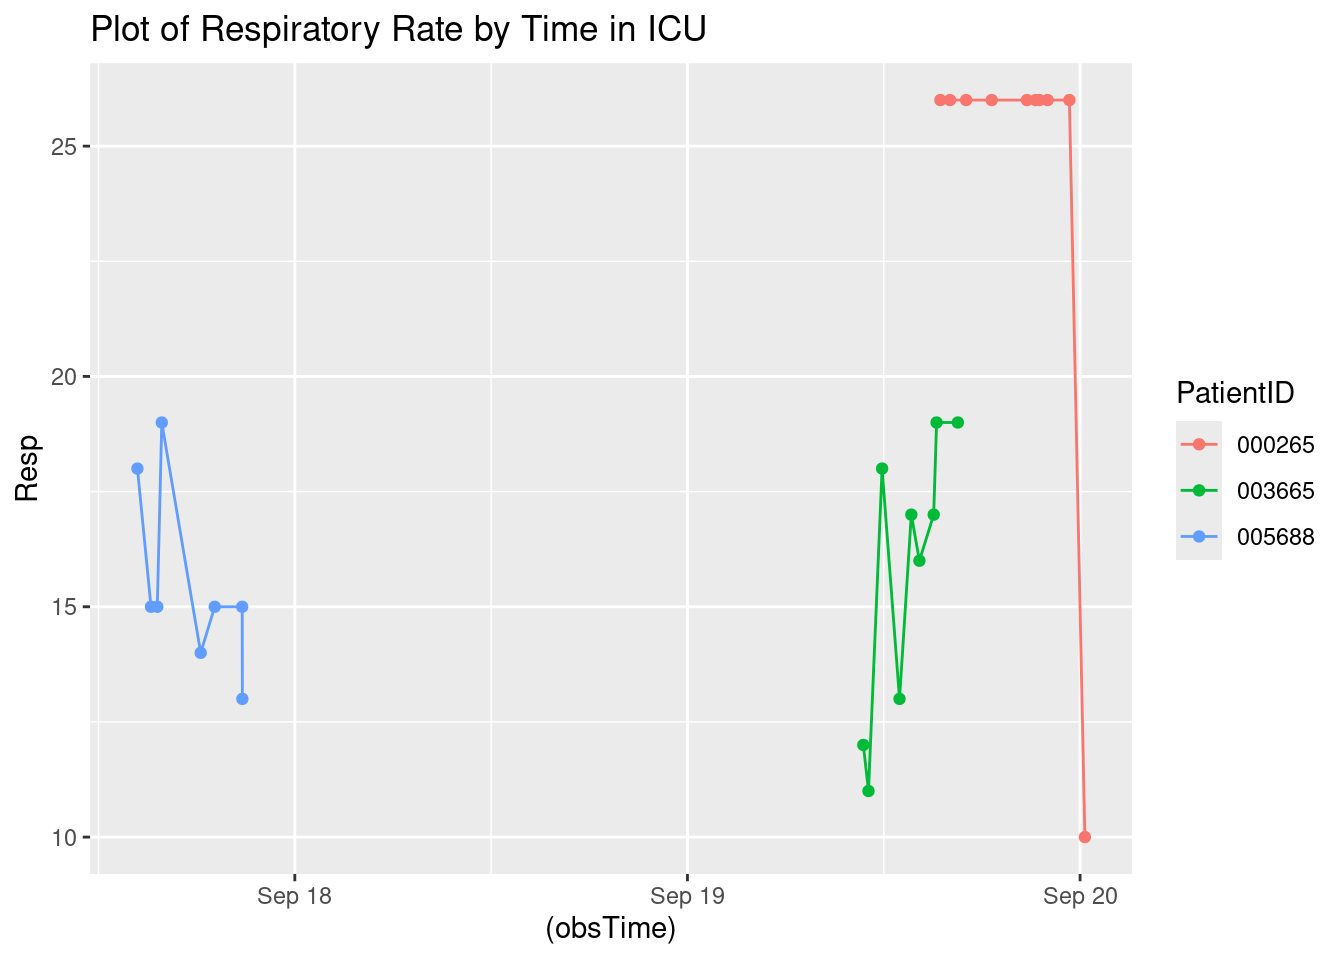 Plot of Respiratory Rate by Time in ICU
25
20
15
10
Resp
Sep 18
Sep 19
Sep 20
(obsTime)
PatientID
000265
003665
005688